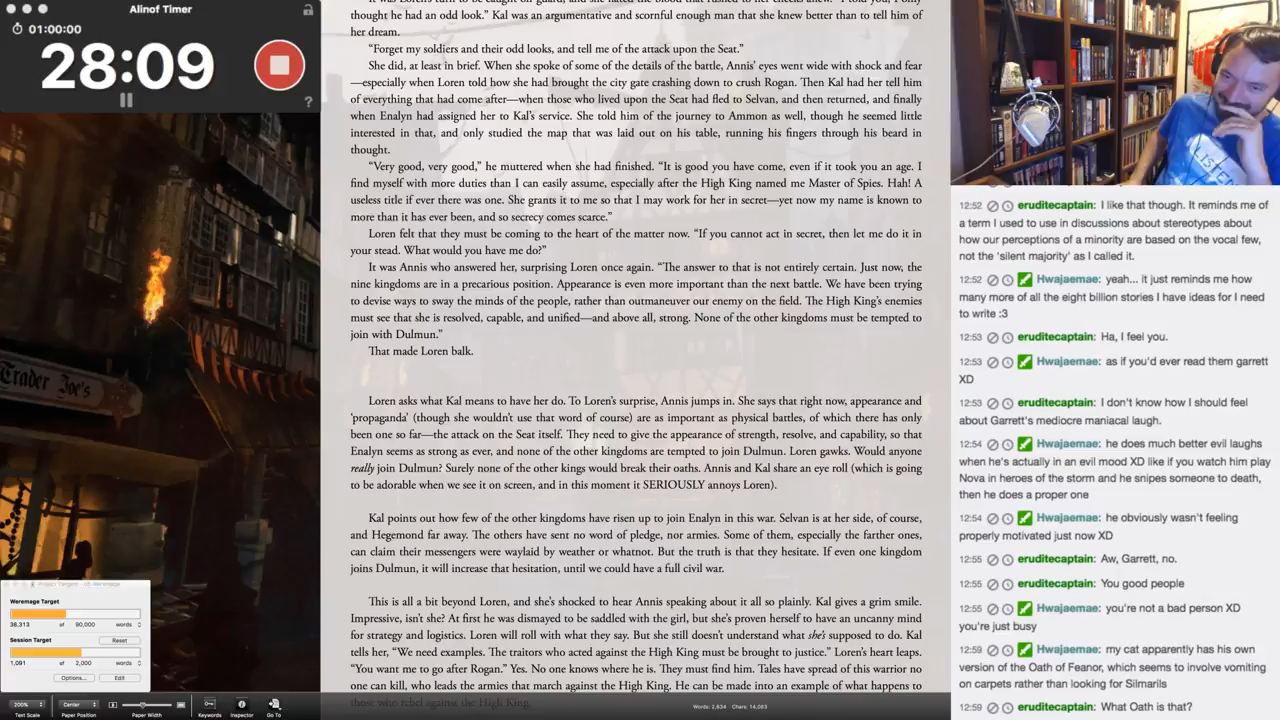 Alinof Timer
01:00:00
28:09
?
Trader Joe's
Weremage Target
38,313 of 90,000 words
Session Target
Reset
1,091 of 2,000 words
Options... Edit
thought he had an odd look.” Kal was an argumentative and scornful enough man that she knew better than to tell him of
her dream.
“Forget my soldiers and their odd looks, and tell me of the attack upon the Seat.”
She did, at least in brief. When she spoke of some of the details of the battle, Annis’ eyes went wide with shock and fear
—especially when Loren told how she had brought the city gate crashing down to crush Rogan. Then Kal had her tell him
of everything that had come after—when those who lived upon the Seat had fled to Selvan, and then returned, and finally
when Enalyn had assigned her to Kal’s service. She told him of the journey to Ammon as well, though he seemed little
interested in that, and only studied the map that was laid out on his table, running his fingers through his beard in
thought.
“Very good, very good,” he muttered when she had finished. “It is good you have come, even if it took you an age. I
find myself with more duties than I can easily assume, especially after the High King named me Master of Spies. Hah! A
useless title if ever there was one. She grants it to me so that I may work for her in secret—yet now my name is known to
more than it has ever been, and so secrecy comes scarce.”
Loren felt that they must be coming to the heart of the matter now. “If you cannot act in secret, then let me do it in
your stead. What would you have me do?”
It was Annis who answered her, surprising Loren once again. “The answer to that is not entirely certain. Just now, the
nine kingdoms are in a precarious position. Appearance is even more important than the next battle. We have been trying
to devise ways to sway the minds of the people, rather than outmaneuver our enemy on the field. The High King’s enemies
must see that she is resolved, capable, and unified—and above all, strong. None of the other kingdoms must be tempted to
join with Dulmun.”
That made Loren balk.
Loren asks what Kal means to have her do. To Loren’s surprise, Annis jumps in. She says that right now, appearance and
‘propaganda’ (though she wouldn’t use that word of course) are as important as physical battles, of which there has only
been one so far—the attack on the Seat itself. They need to give the appearance of strength, resolve, and capability, so that
Enalyn seems as strong as ever, and none of the other kingdoms are tempted to join Dulmun. Loren gawks. Would anyone
really join Dulmun? Surely none of the other kings would break their oaths. Annis and Kal share an eye roll (which is going
to be adorable when we see it on screen, and in this moment it SERIOUSLY annoys Loren).
Kal points out how few of the other kingdoms have risen up to join Enalyn in this war. Selvan is at her side, of course,
and Hegemond far away. The others have sent no word of pledge, nor armies. Some of them, especially the farther ones,
can claim their messengers were waylaid by weather or whatnot. But the truth is that they hesitate. If even one kingdom
joins Dulmun, it will increase that hesitation, until we could have a full civil war.
This is all a bit beyond Loren, and she’s shocked to hear Annis speaking about it all so plainly. Kal gives a grim smile.
Impressive, isn’t she? At first he was dismayed to be saddled with the girl, but she’s proven herself to have an uncanny mind
for strategy and logistics. Loren will roll with what they say. But she still doesn’t understand what she’s supposed to do. Kal
tells her, “We need examples. The traitors who acted against the High King must be brought to justice.” Loren’s heart leaps.
“You want me to go after Rogan.” Yes. No one knows where he is. They must find him. Tales have spread of this warrior no
one can kill, who leads the armies that march against the High King. He can be made into an example of what happens to
those who rebel against the High King.
200% Center
Text Scale Paper Position Paper Width Keywords Inspector Go To
Words: 2,634 Chars: 14,083
12:52 eruditecaptain: I like that though. It reminds me of
a term I used to use in discussions about stereotypes about
how our perceptions of a minority are based on the vocal few,
not the 'silent majority' as I called it.
12:52 Hwajaemae: yeah... it just reminds me how
many more of all the eight billion stories I have ideas for I need
to write :3
12:53 eruditecaptain: Ha, I feel you.
12:53 Hwajaemae: as if you'd ever read them garrett
XD
12:53 eruditecaptain: I don't know how I should feel
about Garrett's mediocre maniacal laugh.
12:54 Hwajaemae: he does much better evil laughs
when he's actually in an evil mood XD like if you watch him play
Nova in heroes of the storm and he snipes someone to death,
then he does a proper one
12:54 Hwajaemae: he obviously wasn't feeling
properly motivated just now XD
12:55 eruditecaptain: Aw, Garrett, no.
12:55 eruditecaptain: You good people
12:55 Hwajaemae: you're not a bad person XD
you're just busy
12:59 Hwajaemae: my cat apparently has his own
version of the Oath of Feanor, which seems to involve vomiting
on carpets rather than looking for Silmarils
12:59 eruditecaptain: What Oath is that?